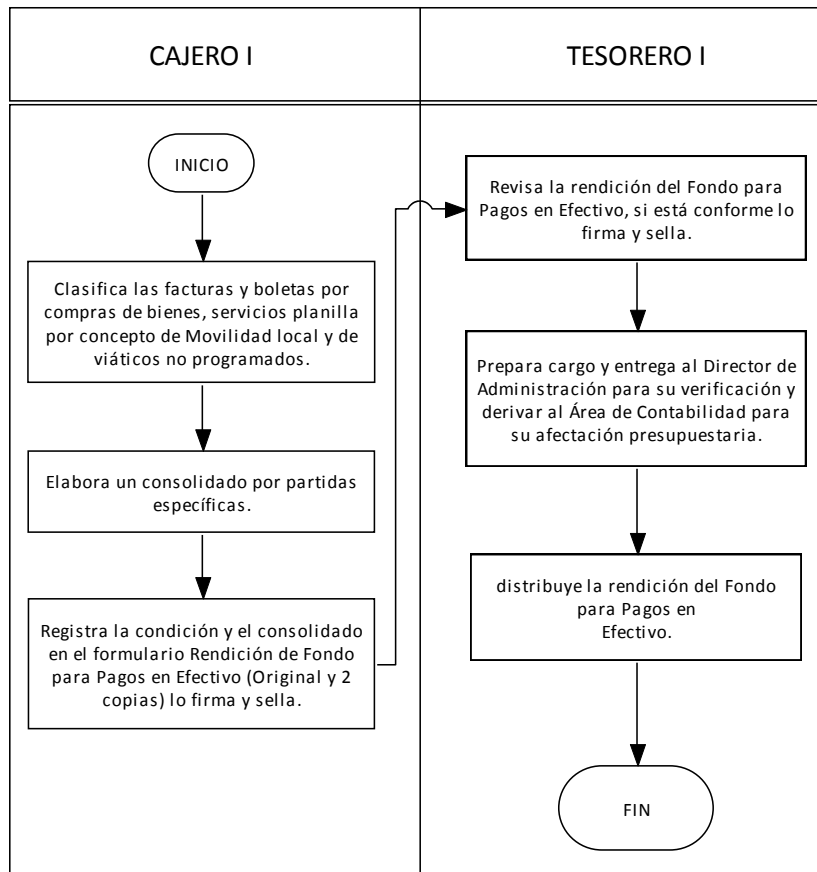 CAJERO I
TESORERO I
INICIO
Clasifica las facturas y boletas por
compras de bienes, servicios planilla
por concepto de Movilidad local y de
viáticos no programados.
Elabora un consolidado por partidas
específicas.
Registra la condición y el consolidado
en el formulario Rendición de Fondo
para Pagos en Efectivo (Original y 2
copias) lo firma y sella.
Revisa la rendición del Fondo para
Pagos en Efectivo, si está conforme lo
firma y sella.
Prepara cargo y entrega al Director de
Administración para su verificación y
derivar al Área de Contabilidad para
su afectación presupuestaria.
distribuye la rendición del Fondo
para Pagos en
Efectivo.
FIN